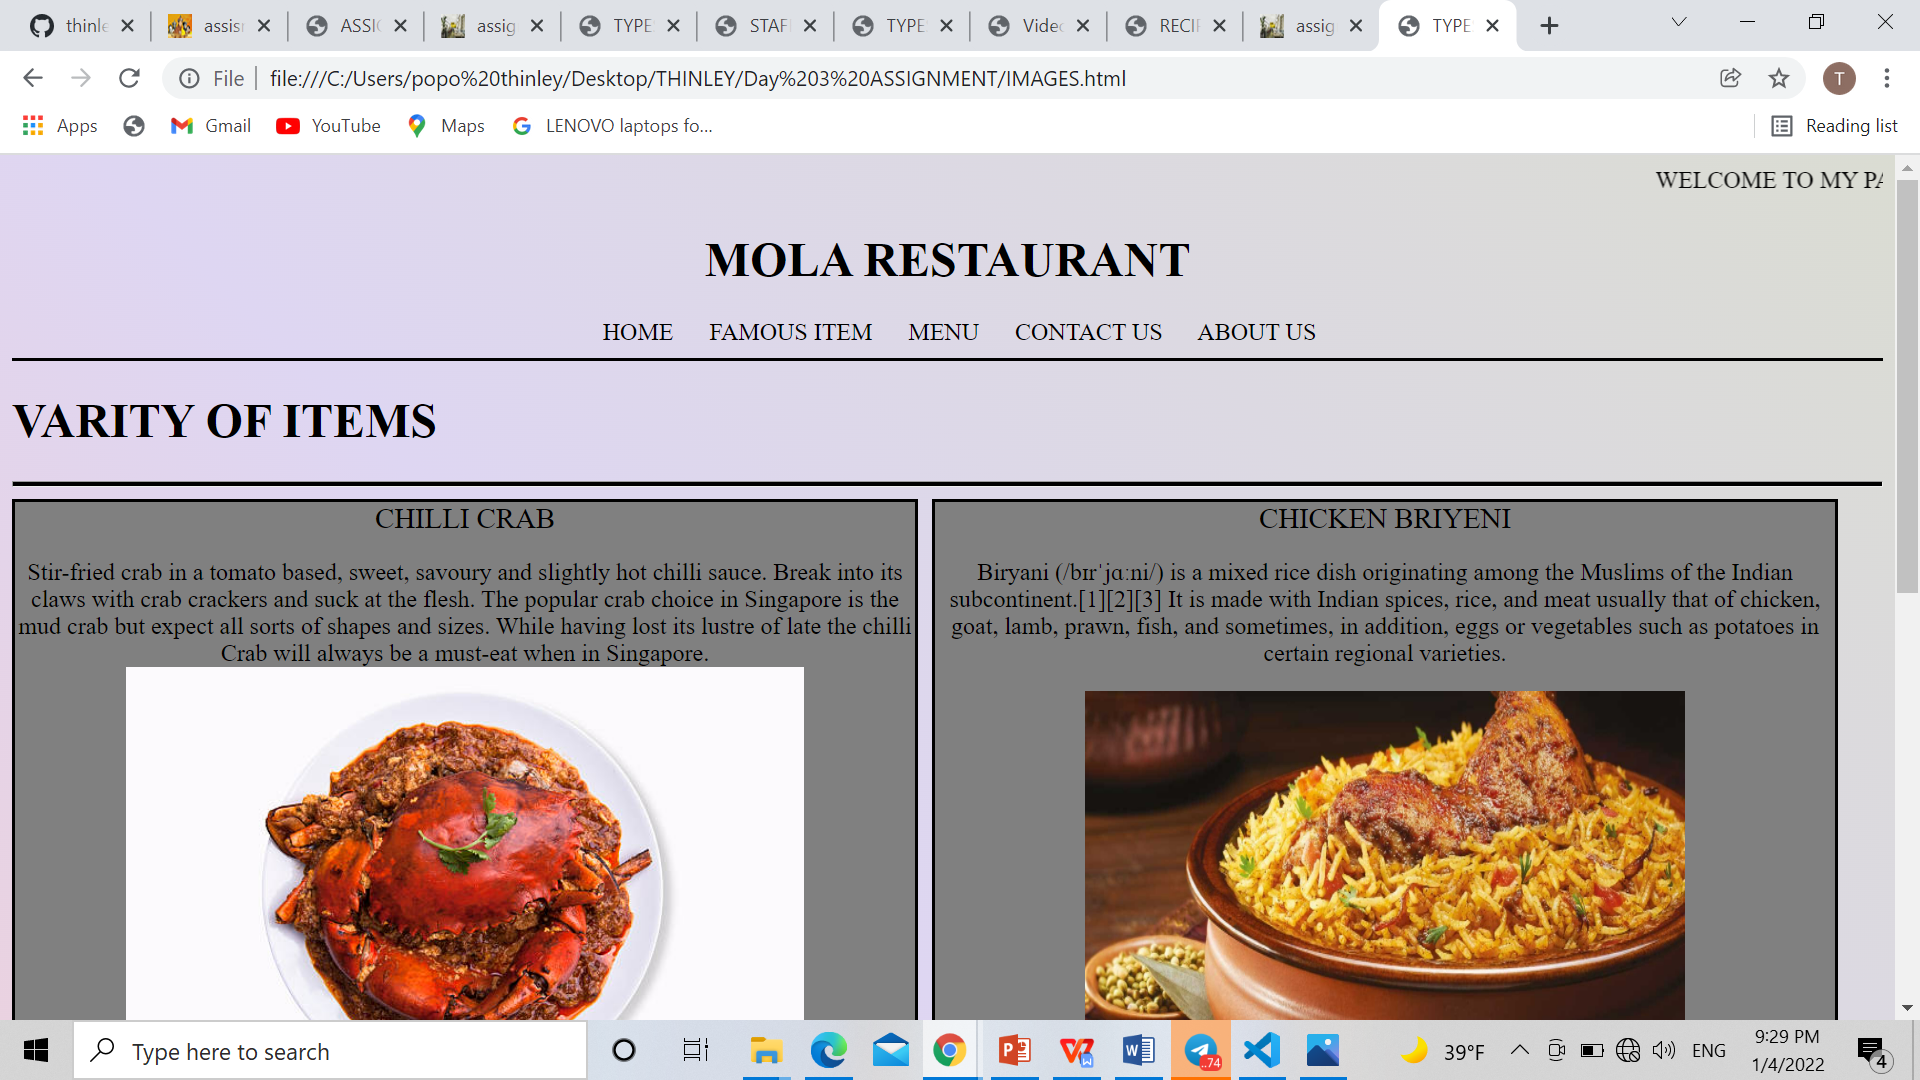 thinle
assisr
ASSIG
assig
TYPE
STAF
TYPE
Videc
RECIF
assig
TYPE
File
file:///C:/Users/popo%20thinley/Desktop/THINLEY/Day%203%20ASSIGNMENT/IMAGES.html
T
Apps
Gmail
YouTube
Maps
LENOVO laptops fo...
Reading list
WELCOME TO MY PA
MOLA RESTAURANT
HOME FAMOUS ITEM MENU CONTACT US ABOUT US
VARITY OF ITEMS
CHILLI CRAB
Stir-fried crab in a tomato based, sweet, savoury and slightly hot chilli sauce. Break into its
claws with crab crackers and suck at the flesh. The popular crab choice in Singapore is the
mud crab but expect all sorts of shapes and sizes. While having lost its lustre of late the chilli
Crab will always be a must-eat when in Singapore.
CHICKEN BRIYENI
Biryani (/bɪrˈjɑːni/) is a mixed rice dish originating among the Muslims of the Indian
subcontinent.[1][2][3] It is made with Indian spices, rice, and meat usually that of chicken,
goat, lamb, prawn, fish, and sometimes, in addition, eggs or vegetables such as potatoes in
certain regional varieties.
Type here to search
..74
39°F
ENG
9:29 PM
1/4/2022
4